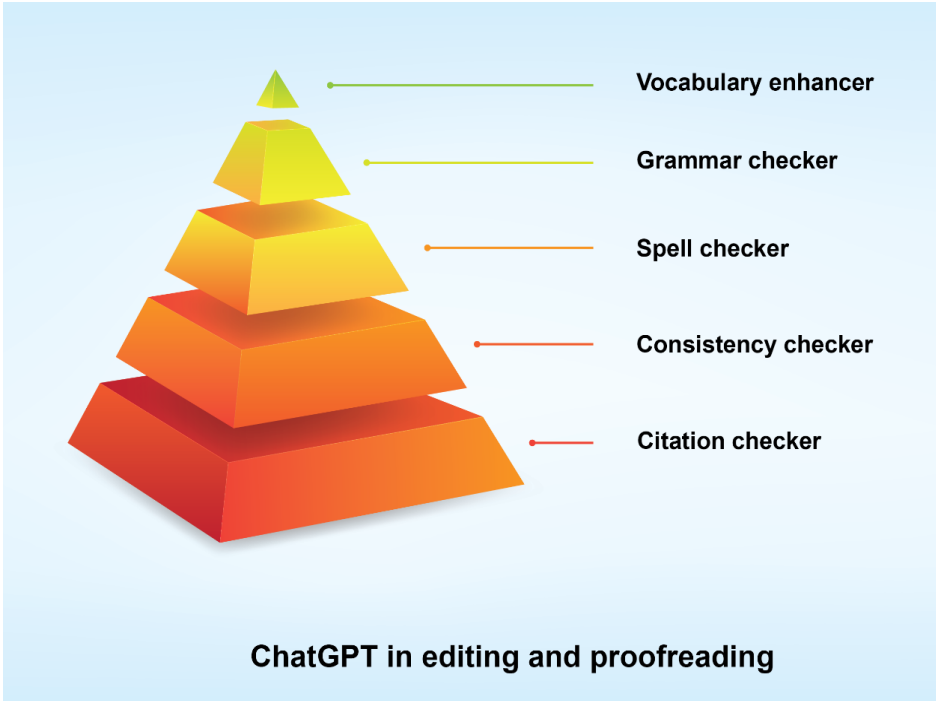 Vocabulary enhancer
Grammar checker
Spell checker
Consistency checker
Citation checker
ChatGPT in editing and proofreading